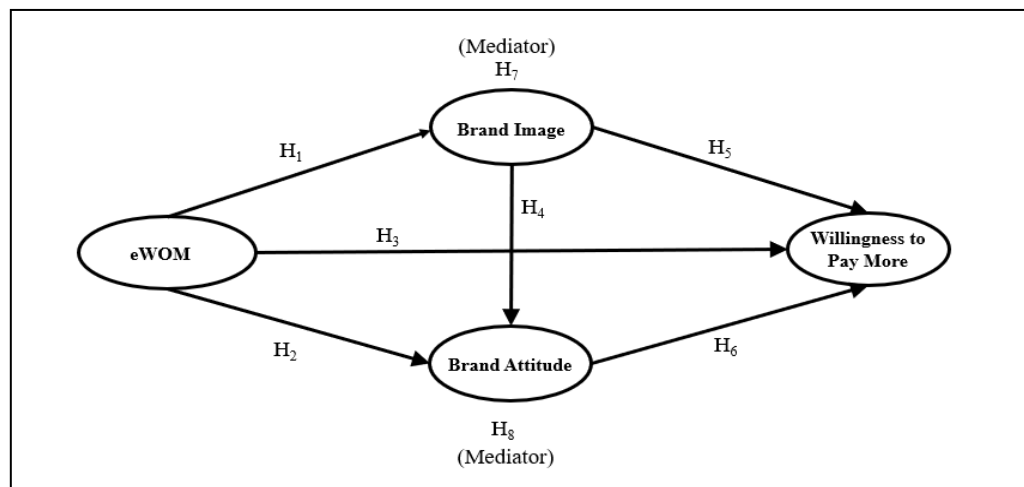 (Mediator)
H₇
Brand Image
H₁
H₅
H₄
H₃
eWOM
Willingness to
Pay More
H₂
Brand Attitude
H₆
H₈
(Mediator)